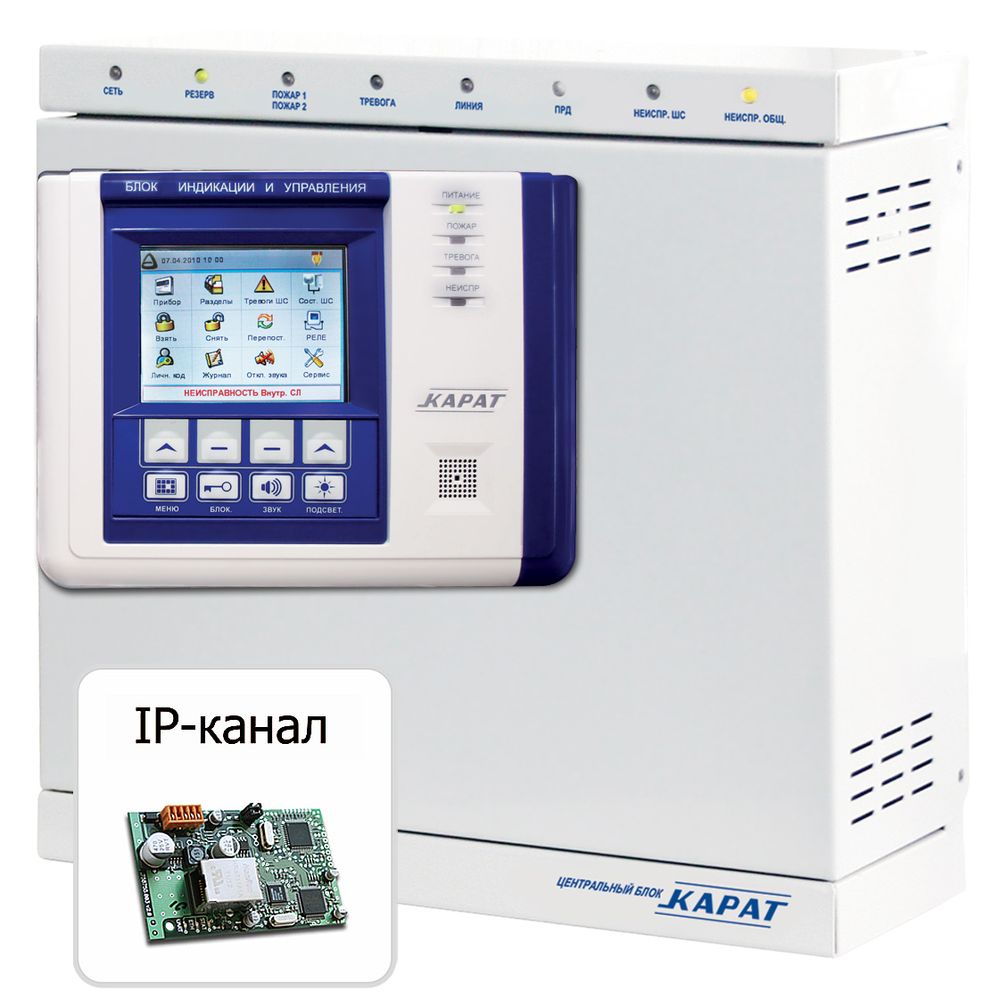 СЕТЬ
РЕЗЕРВ
ПОЖАР 1
ПОЖАР 2
ТРЕВОГА
ЛИНИЯ
ПРД
НЕИСПР. ШС
НЕИСПР. ОБЩ.
БЛОК ИНДИКАЦИИ И УПРАВЛЕНИЯ
ПИТАНИЕ
ПОЖАР
ТРЕВОГА
НЕИСПР
07.04.2010 10 00
Прибор Разделы Тревоги ШС Сост. ШС
Взять Снять Перепост. РЕЛЕ
Личн. код Журнал Откл. звука Сервис
НЕИСПРАВНОСТЬ Внутр. СЛ
КАРАТ
МЕНЮ БЛОК. ЗВУК ПОДСВЕТ.
IP-канал
ЦЕНТРАЛЬНЫЙ БЛОК КАРАТ